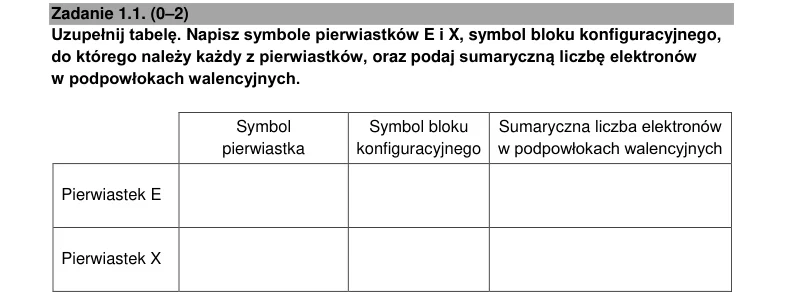 Zadanie 1.1. (0–2)
Uzupełnij tabelę. Napisz symbole pierwiastków E i X, symbol bloku konfiguracyjnego,
do którego należy każdy z pierwiastków, oraz podaj sumaryczną liczbę elektronów
w podpowłokach walencyjnych.
Symbol
pierwiastka
Symbol bloku
konfiguracyjnego
Sumaryczna liczba elektronów
w podpowłokach walencyjnych
Pierwiastek E
Pierwiastek X